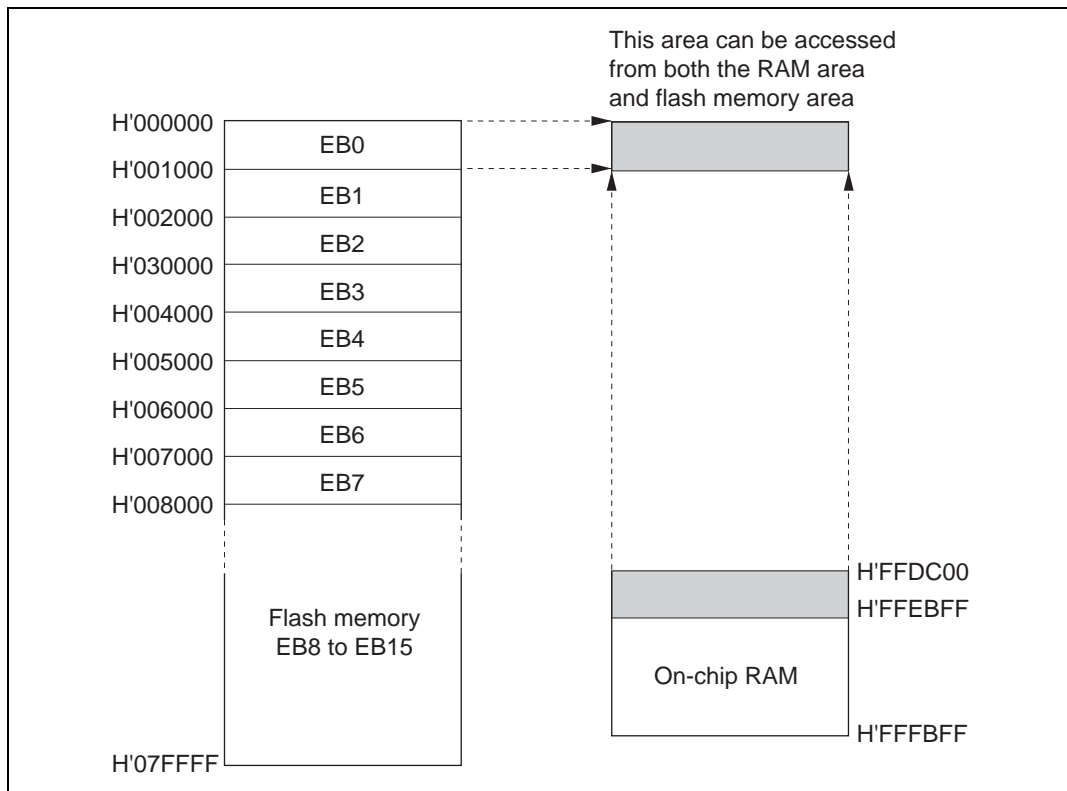 This area can be accessed
from both the RAM area
and flash memory area
H'000000
EB0
H'001000
EB1
H'002000
EB2
H'030000
EB3
H'004000
EB4
H'005000
EB5
H'006000
EB6
H'007000
EB7
H'008000
Flash memory
EB8 to EB15
H'07FFFF
H'FFDC00
H'FFEBFF
On-chip RAM
H'FFFBFF